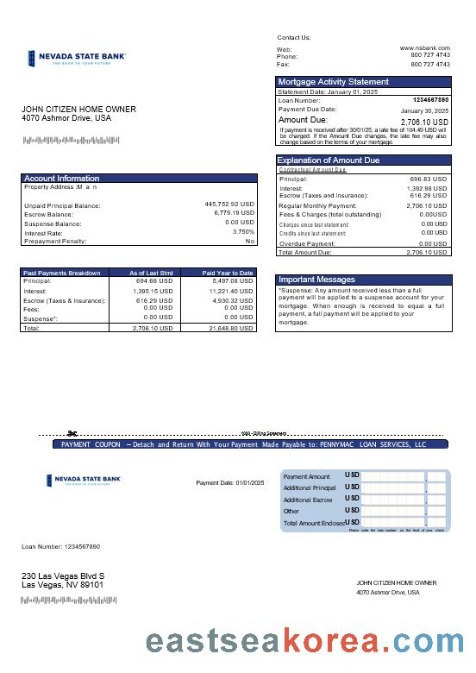 Contact Us:
Web: www.nsbank.com
Phone: 800 727 4743
Fax: 800 727 4743
NEVADA STATE BANK
THE DOOR TO YOUR FUTURE
JOHN CITIZEN HOME OWNER
4070 Ashmor Drive, USA
Mortgage Activity Statement
Statement Date: January 01, 2025
Loan Number: 1234567890
Payment Due Date: January 30, 2025
Amount Due: 2,706.10 USD
If payment is received after 30/01/25, a late fee of 104.49 USD will
be charged. If the Amount Due changes, the late fee may also
change based on the terms of your mortgage.
Account Information
Property Address :M a n
Unpaid Principal Balance: 445,752.92 USD
Escrow Balance: 6,779.19 USD
Suspense Balance: 0.00 USD
Interest Rate: 3.750%
Prepayment Penalty: No
Explanation of Amount Due
Contractual Amount Due
Principal: 696.83 USD
Interest: 1,392.98 USD
Escrow (Taxes and Insurance): 616.29 USD
Regular Monthly Payment: 2,706.10 USD
Fees & Charges (total outstanding) 0.00USD
Charges since last statement: 0.00 USD
Credits since last statement: 0.00 USD
Overdue Payment: 0.00 USD
Total Amount Due: 2,706.10 USD
Past Payments Breakdown As of Last Stmt Paid Year to Date
Principal: 694.66 USD 5,497.08 USD
Interest: 1,395.15 USD 11,221.40 USD
Escrow (Taxes & Insurance): 616.29 USD 4,930.32 USD
Fees: 0.00 USD 0.00 USD
Suspense*: 0.00 USD 0.00 USD
Total: 2,706.10 USD 21,648.80 USD
Important Messages
*Suspense: Any amount received less than a full
payment will be applied to a suspense account for your
mortgage. When enough is received to equal a full
payment, a full payment will be applied to your
mortgage.
PAYMENT COUPON – Detach and Return With Your Payment Made Payable to: PENNYMAC LOAN SERVICES, LLC
NEVADA STATE BANK
THE DOOR TO YOUR FUTURE
Payment Date: 01/01/2025
Payment Amount USD
Additional Principal USD
Additional Escrow USD
Other USD
Total Amount Enclosed USD
Loan Number: 1234567890
230 Las Vegas Blvd S
Las Vegas, NV 89101
JOHN CITIZEN HOME OWNER
4070 Ashmor Drive, USA
eastseakorea.com